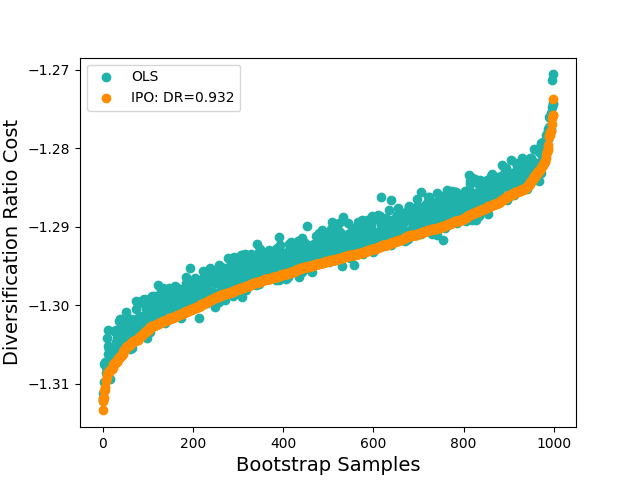 OLS
IPO: DR=0.932
−1.27
−1.28
−1.29
−1.30
−1.31
Diversification Ratio Cost
0
200
400
600
800
1000
Bootstrap Samples